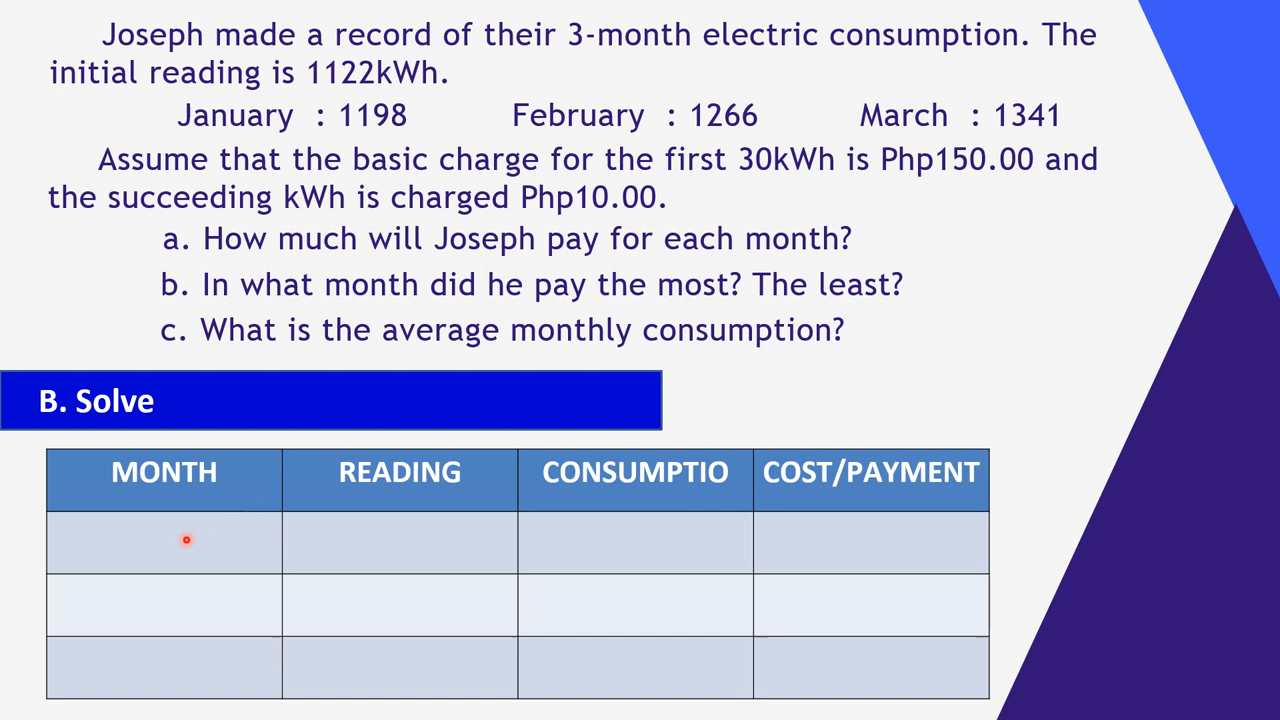 Joseph made a record of their 3-month electric consumption. The
initial reading is 1122kWh.
January : 1198 February : 1266 March : 1341
Assume that the basic charge for the first 30kWh is Php150.00 and
the succeeding kWh is charged Php10.00.
a. How much will Joseph pay for each month?
b. In what month did he pay the most? The least?
c. What is the average monthly consumption?
B. Solve
MONTH READING CONSUMPTIO COST/PAYMENT